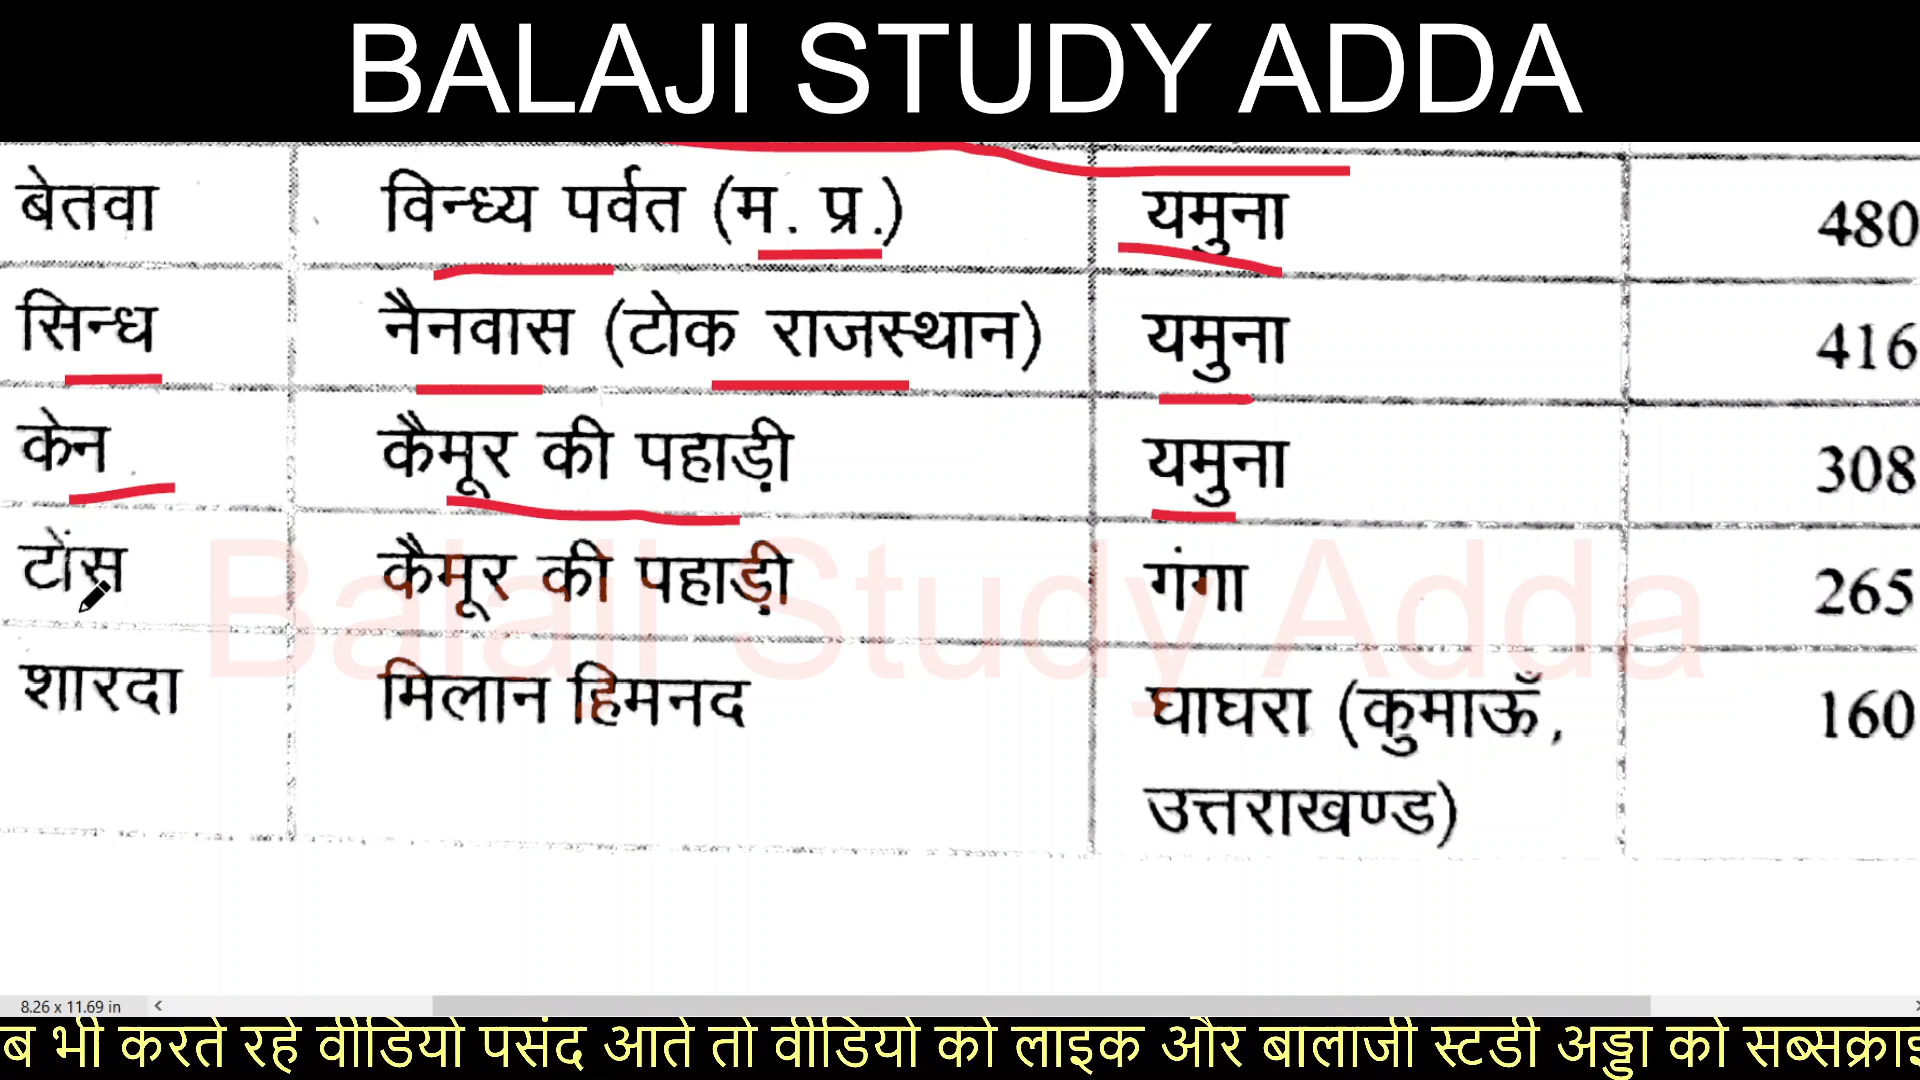 BALAJI STUDY ADDA
बेतवा विन्ध्य पर्वत (म. प्र.) यमुना 480
सिन्ध नैनवास (टोक राजस्थान) यमुना 416
केन कैमूर की पहाड़ी यमुना 308
टोंस कैमूर की पहाड़ी गंगा 265
शारदा मिलान हिमनद घाघरा (कुमाऊँ, 160
उत्तराखण्ड)
Balaji Study Adda
8.26 x 11.69 in
ब भी करते रहे वीडियो पसंद आते तो वीडियो को लाइक और बालाजी स्टडी अड्डा को सब्सक्राइ